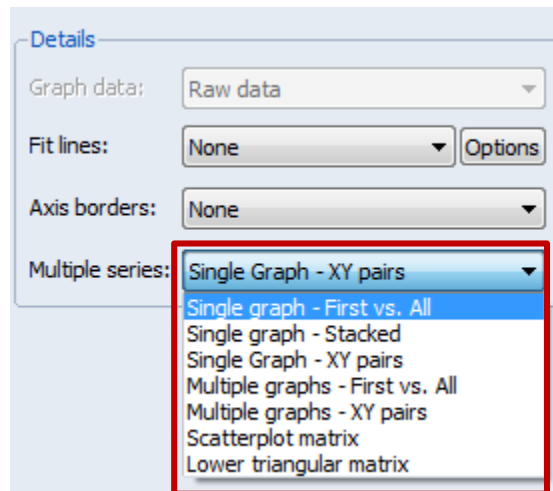 Details
Graph data: Raw data
Fit lines: None Options
Axis borders: None
Multiple series: Single Graph - XY pairs
Single graph - First vs. All
Single graph - Stacked
Single Graph - XY pairs
Multiple graphs - First vs. All
Multiple graphs - XY pairs
Scatterplot matrix
Lower triangular matrix